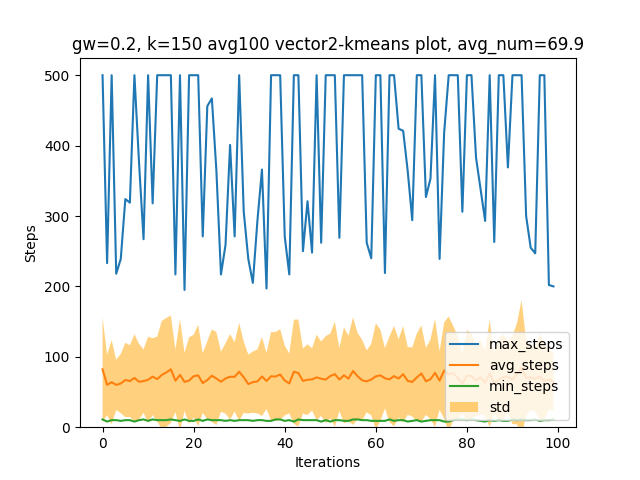 gw=0.2, k=150 avg100 vector2-kmeans plot, avg_num=69.9
500
400
300
200
100
0
Steps
max_steps
avg_steps
min_steps
std
0 20 40 60 80 100
Iterations